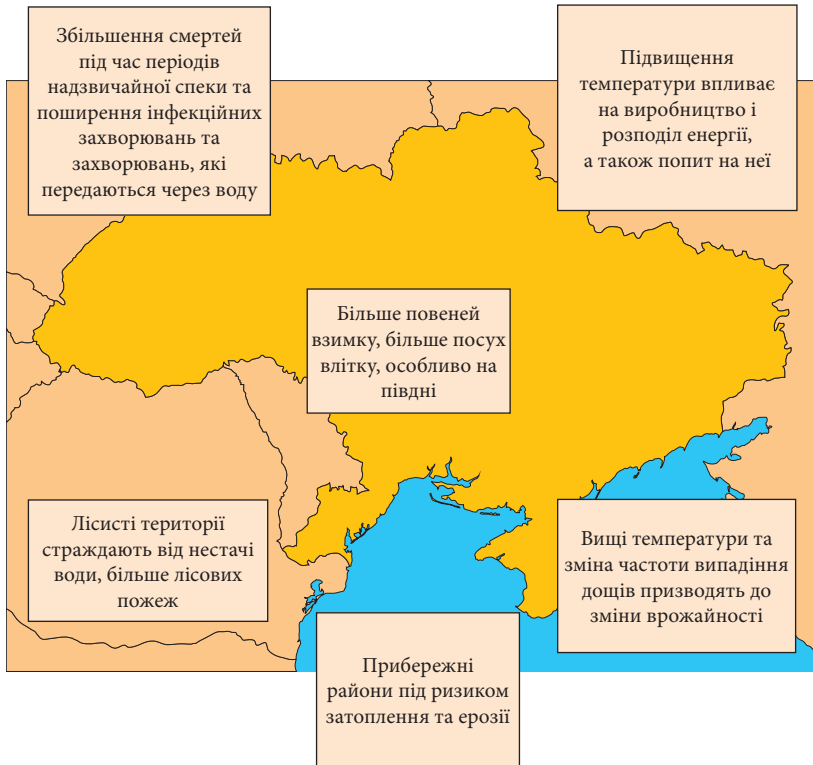 Збільшення смертей
під час періодів
надзвичайної спеки та
поширення інфекційних
захворювань та
захворювань, які
передаються через воду
Підвищення
температури впливає
на виробництво і
розподіл енергії,
а також попит на неї
Більше повеней
взимку, більше посух
влітку, особливо на
півдні
Лісисті території
страждають від нестачі
води, більше лісових
пожеж
Вищі температури та
зміна частоти випадіння
дощів призводять до
зміни врожайності
Прибережні
райони під ризиком
затоплення та ерозії